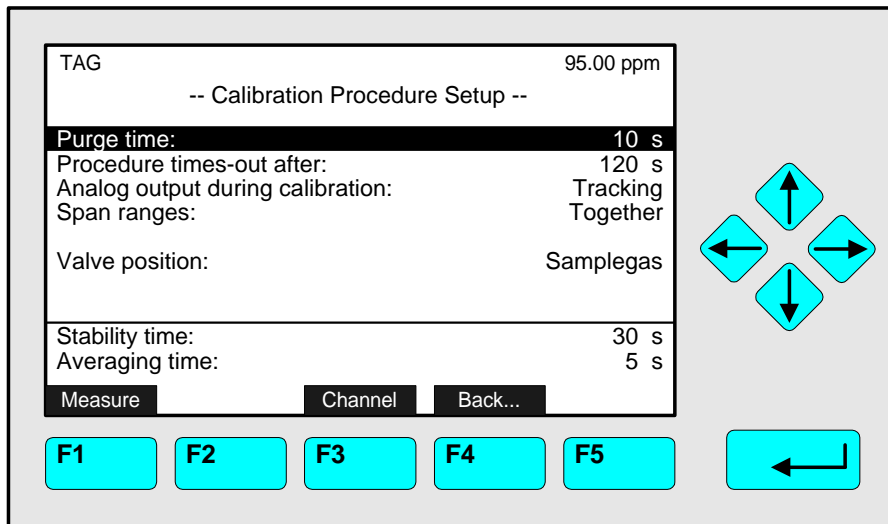 TAG 95.00 ppm
-- Calibration Procedure Setup --
Purge time: 10 s
Procedure times-out after: 120 s
Analog output during calibration: Tracking
Span ranges: Together
Valve position: Samplegas
Stability time: 30 s
Averaging time: 5 s
Measure Channel Back...
F1 F2 F3 F4 F5